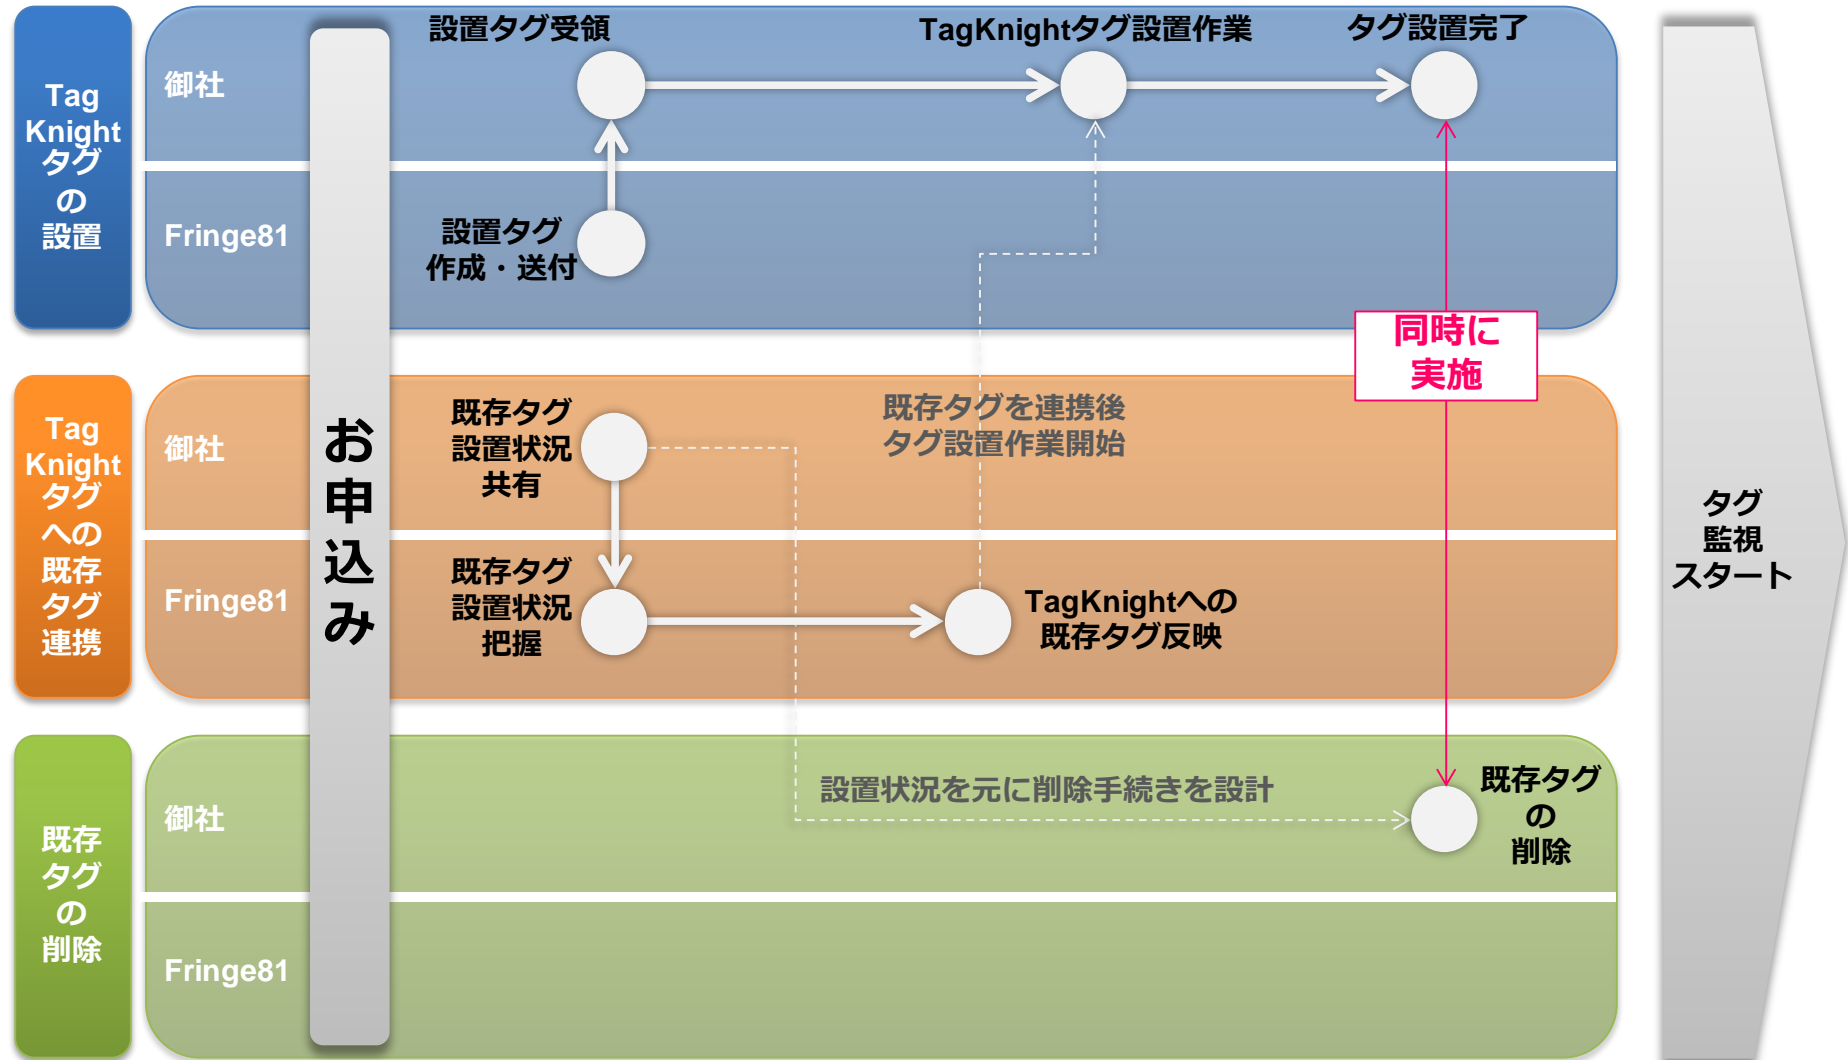 Tag
Knight
タグ
の
設置
御社
Fringe81
設置タグ受領
TagKnightタグ設置作業
タグ設置完了
設置タグ
作成・送付
同時に
実施
お
申
込
み
Tag
Knight
タグ
への
既存
タグ
連携
御社
Fringe81
既存タグ
設置状況
共有
既存タグを連携後
タグ設置作業開始
既存タグ
設置状況
把握
TagKnightへの
既存タグ反映
既存
タグ
の
削除
御社
Fringe81
設置状況を元に削除手続きを設計
既存タグ
の
削除
タグ
監視
スタート